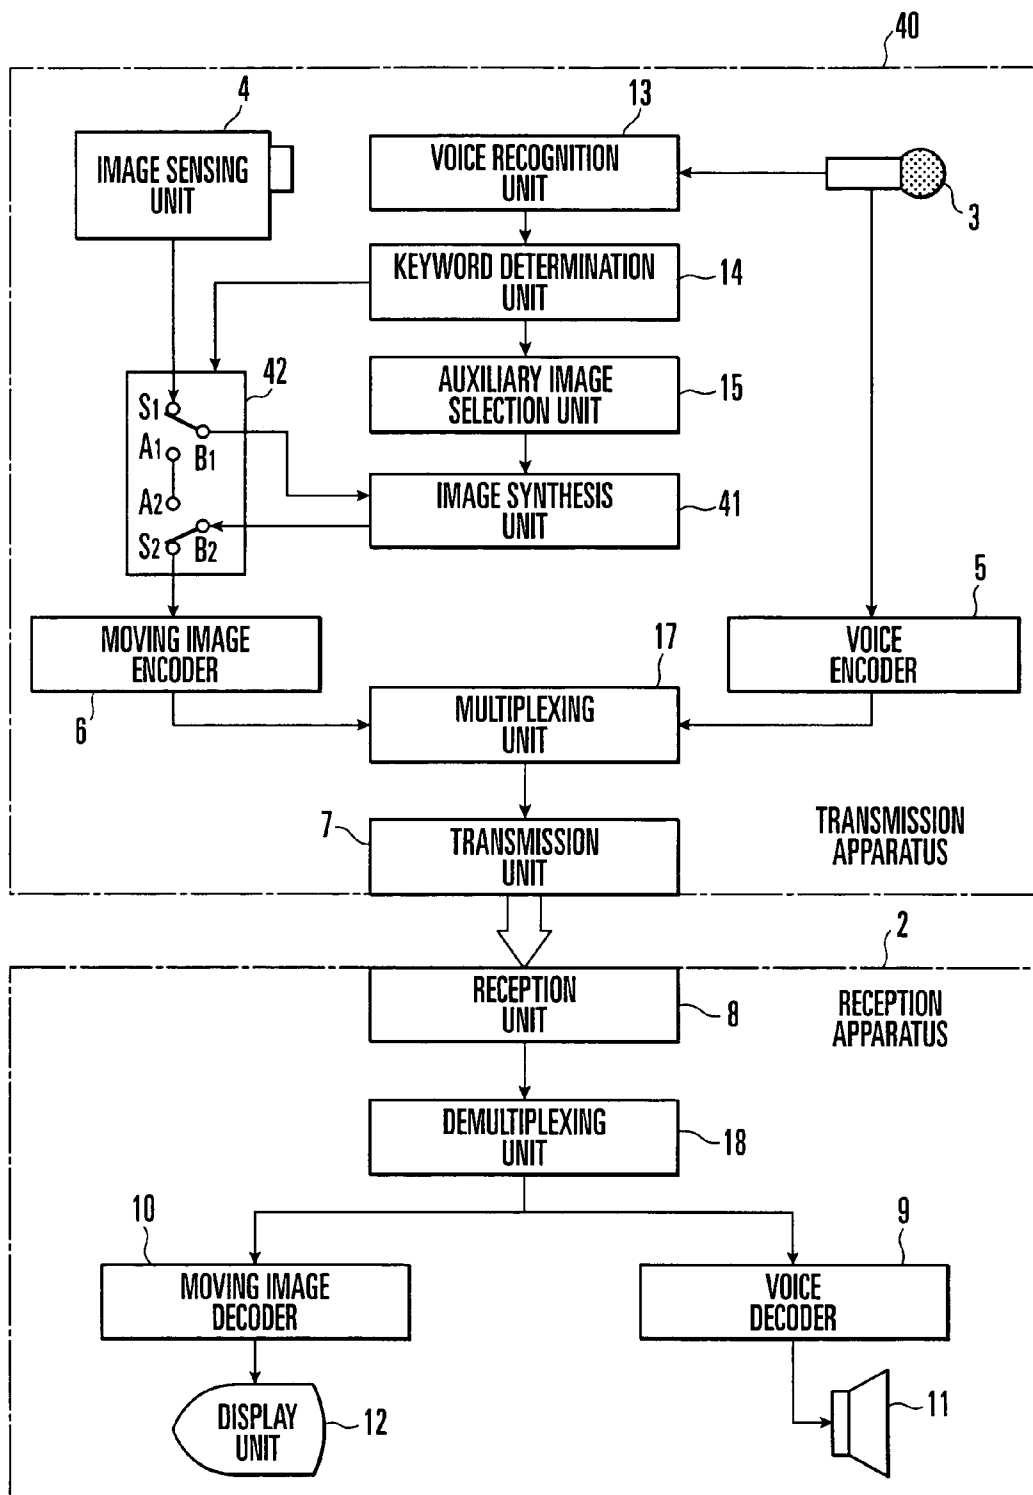 40
4
IMAGE SENSING
UNIT
13
VOICE RECOGNITION
UNIT
3
KEYWORD DETERMINATION
UNIT
14
42
AUXILIARY IMAGE
SELECTION UNIT
15
S1
A1
B1
A2
S2
B2
IMAGE SYNTHESIS
UNIT
41
MOVING IMAGE
ENCODER
6
5
VOICE
ENCODER
17
MULTIPLEXING
UNIT
7
TRANSMISSION
UNIT
TRANSMISSION
APPARATUS
2
RECEPTION
UNIT
8
RECEPTION
APPARATUS
DEMULTIPLEXING
UNIT
18
10
MOVING IMAGE
DECODER
9
VOICE
DECODER
DISPLAY
UNIT
12
11